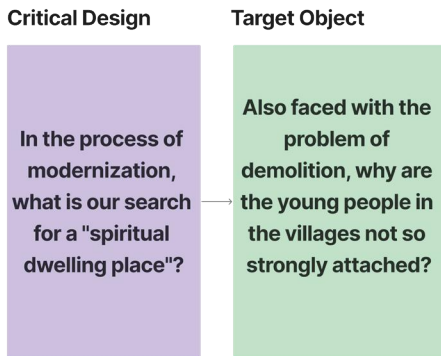 Critical Design
Target Object
In the process of
modernization,
what is our search
for a "spiritual
dwelling place"?
Also faced with the
problem of
demolition, why are
the young people in
the villages not so
strongly attached?